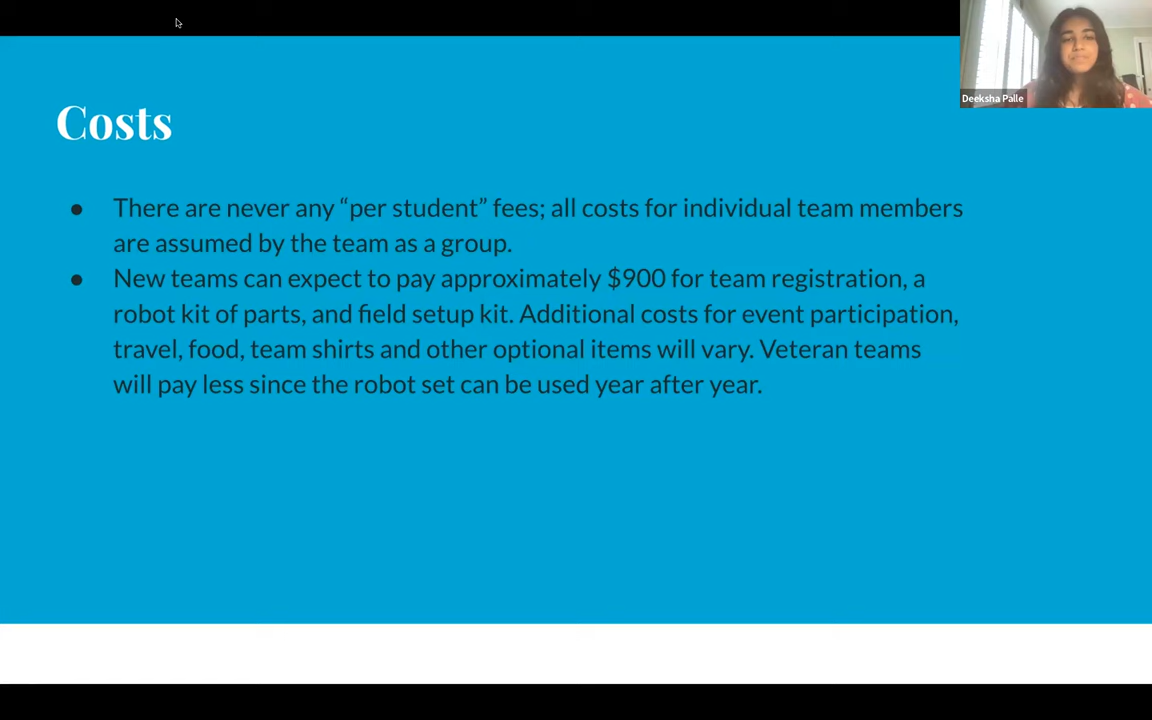 Deeksha Palle
Costs
● There are never any “per student” fees; all costs for individual team members
are assumed by the team as a group.
● New teams can expect to pay approximately $900 for team registration, a
robot kit of parts, and field setup kit. Additional costs for event participation,
travel, food, team shirts and other optional items will vary. Veteran teams
will pay less since the robot set can be used year after year.